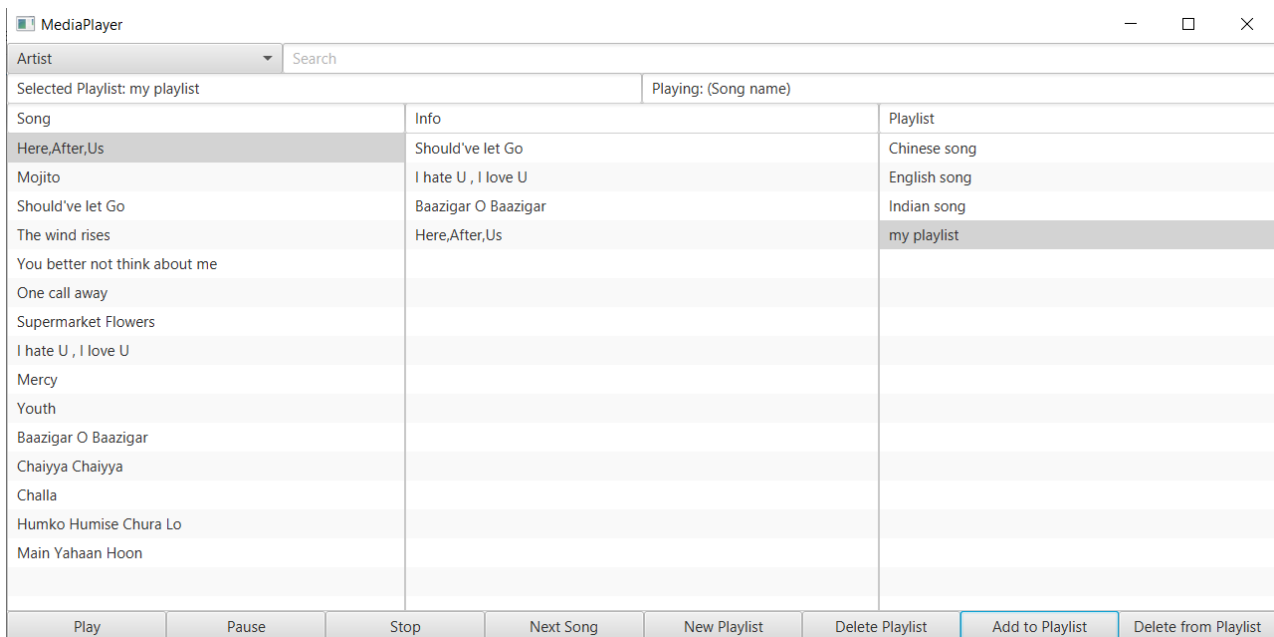 MediaPlayer
Artist Search
Selected Playlist: my playlist Playing: (Song name)
Song Info Playlist
Here,After,Us Should've let Go Chinese song
Mojito I hate U , I love U English song
Should've let Go Baazigar O Baazigar Indian song
The wind rises Here,After,Us my playlist
You better not think about me
One call away
Supermarket Flowers
I hate U , I love U
Mercy
Youth
Baazigar O Baazigar
Chaiyya Chaiyya
Challa
Humko Humise Chura Lo
Main Yahaan Hoon
Play Pause Stop Next Song New Playlist Delete Playlist Add to Playlist Delete from Playlist